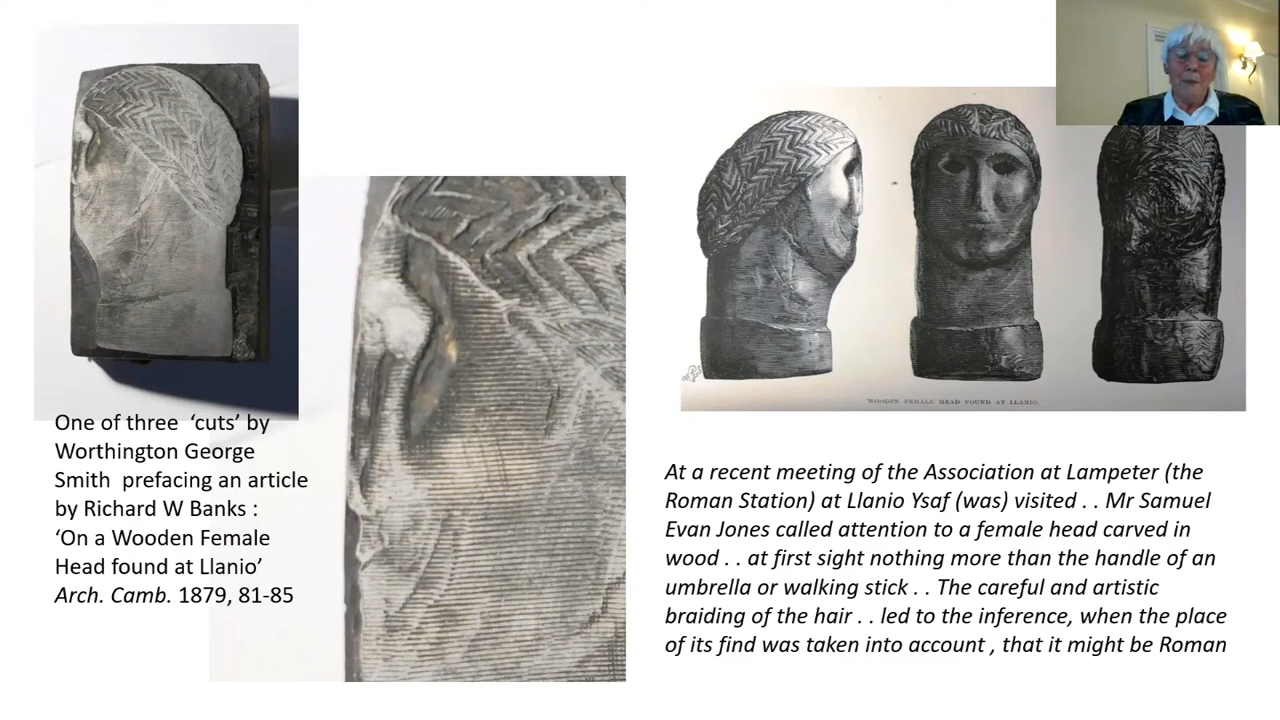 One of three ‘cuts’ by
Worthington George
Smith prefacing an article
by Richard W Banks :
‘On a Wooden Female
Head found at Llanio’
Arch. Camb. 1879, 81-85
WOODEN FEMALE HEAD FOUND AT LLANIO.
At a recent meeting of the Association at Lampeter (the
Roman Station) at Llanio Ysaf (was) visited . . Mr Samuel
Evan Jones called attention to a female head carved in
wood . . at first sight nothing more than the handle of an
umbrella or walking stick . . The careful and artistic
braiding of the hair . . led to the inference, when the place
of its find was taken into account , that it might be Roman